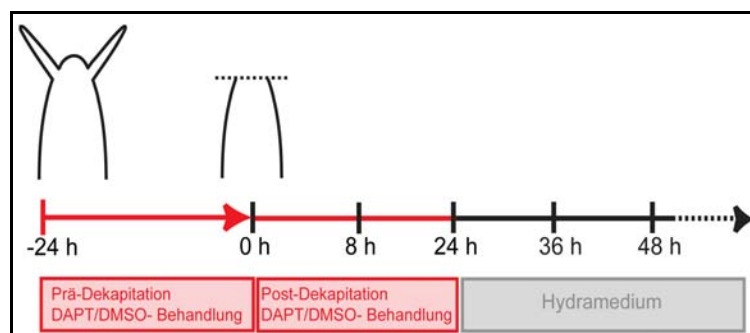 -24 h 0 h 8 h 24 h 36 h 48 h
Prä-Dekapitation
DAPT/DMSO- Behandlung
Post-Dekapitation
DAPT/DMSO- Behandlung
Hydramedium